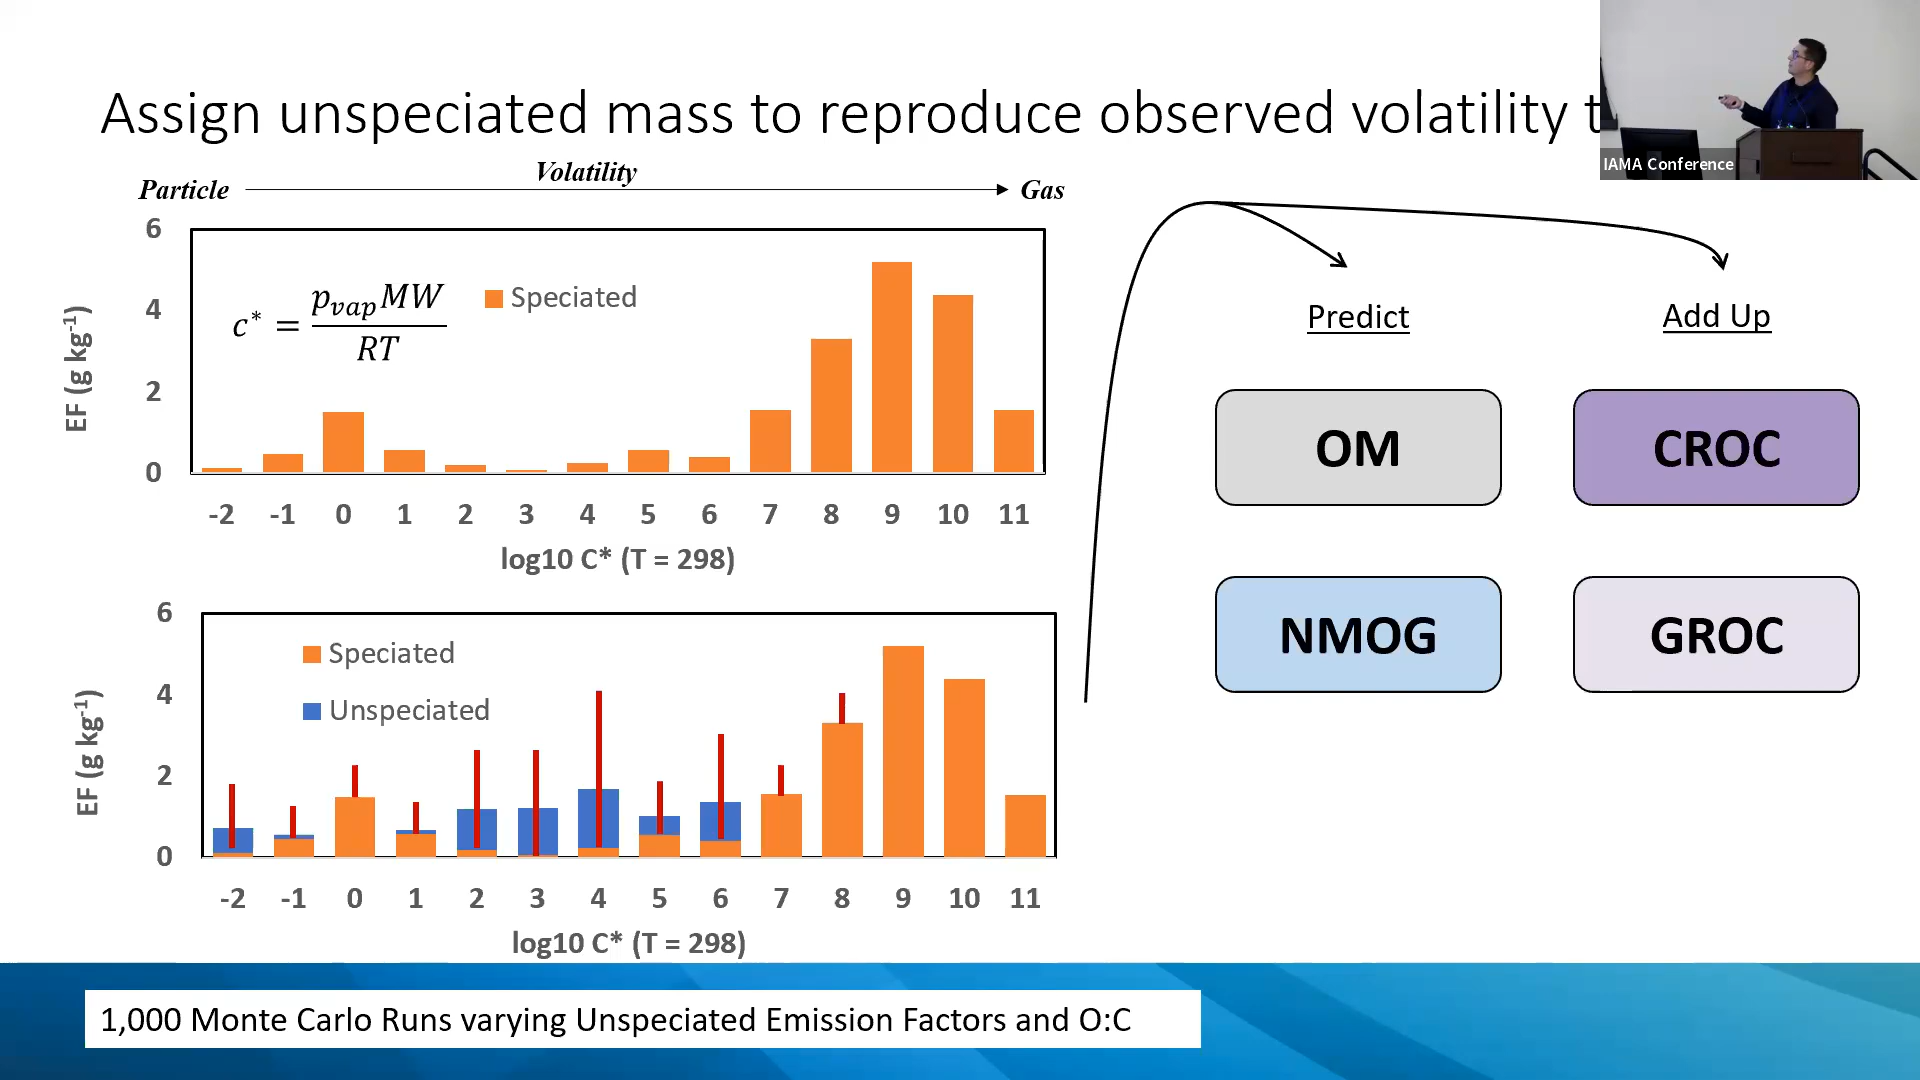 Assign unspeciated mass to reproduce observed volatility
IAMA Conference
Volatility
Particle
Gas
6
4
2
0
EF (g kg⁻¹)
c* = p_vap MW / RT
Speciated
-2 -1 0 1 2 3 4 5 6 7 8 9 10 11
log10 C* (T = 298)
6
4
2
0
EF (g kg⁻¹)
Speciated
Unspeciated
-2 -1 0 1 2 3 4 5 6 7 8 9 10 11
log10 C* (T = 298)
Predict
Add Up
OM
CROC
NMOG
GROC
1,000 Monte Carlo Runs varying Unspeciated Emission Factors and O:C